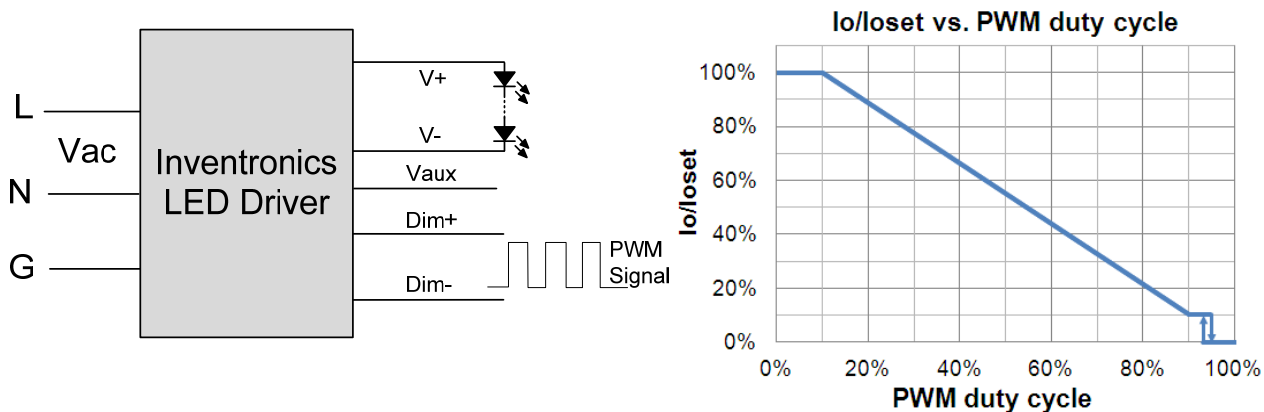 L
Vac
N
G
Inventronics
LED Driver
V+
V-
Vaux
Dim+
Dim-
PWM
Signal
Io/Ioset vs. PWM duty cycle
Io/Ioset
100%
80%
60%
40%
20%
0%
0% 20% 40% 60% 80% 100%
PWM duty cycle